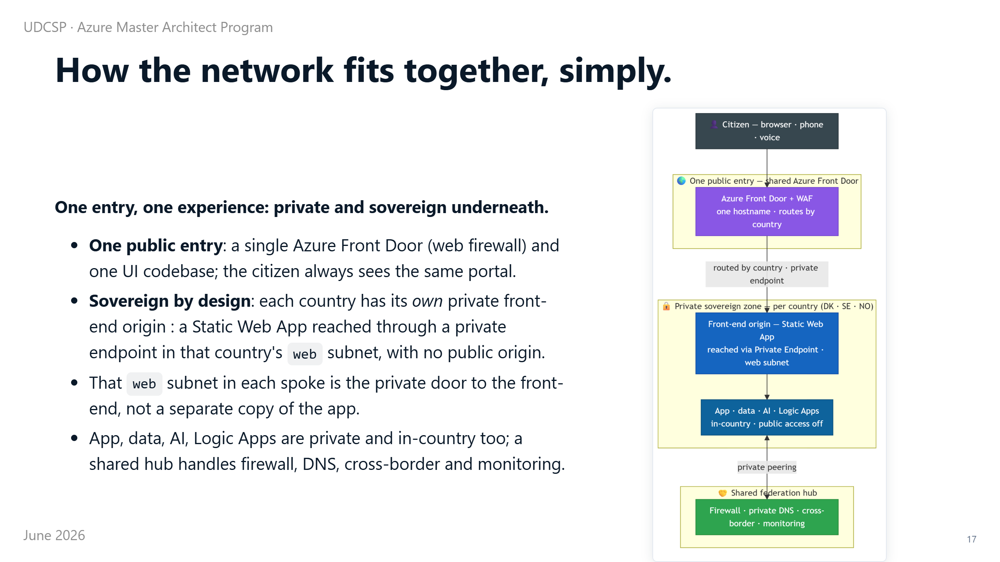 UDCSP · Azure Master Architect Program
How the network fits together, simply.
One entry, one experience: private and sovereign underneath.
• One public entry: a single Azure Front Door (web firewall) and
one UI codebase; the citizen always sees the same portal.
• Sovereign by design: each country has its own private front-
end origin : a Static Web App reached through a private
endpoint in that country's web subnet, with no public origin.
• That web subnet in each spoke is the private door to the front-
end, not a separate copy of the app.
• App, data, AI, Logic Apps are private and in-country too; a
shared hub handles firewall, DNS, cross-border and monitoring.
👤 Citizen — browser · phone
· voice
🌍 One public entry — shared Azure Front Door
Azure Front Door + WAF
one hostname · routes by
country
routed by country · private
endpoint
🔒 Private sovereign zone — per country (DK · SE · NO)
Front-end origin — Static Web
App
reached via Private Endpoint ·
web subnet
App · data · AI · Logic Apps
in-country · public access off
private peering
🤝 Shared federation hub
Firewall · private DNS · cross-
border · monitoring
June 2026
17